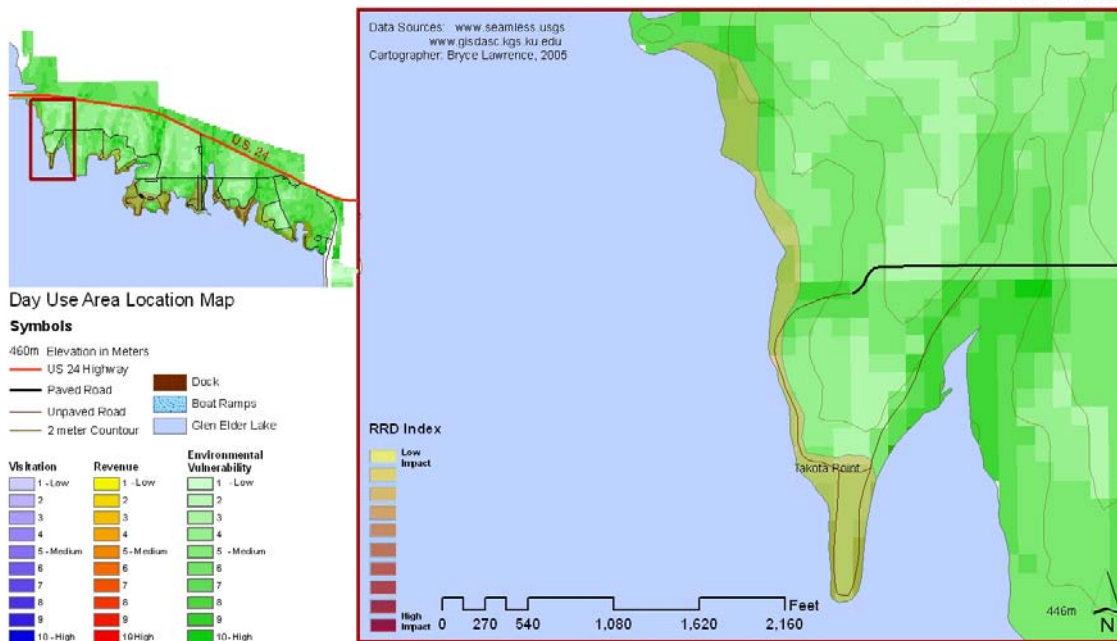 Data Sources: www.seamless.usgs
www.gisdasc.kgs.ku.edu
Cartographer: Bryce Lawrence, 2005
U.S. 24
Day Use Area Location Map
Symbols
460m Elevation in Meters
US 24 Highway
Paved Road
Unpaved Road
2 meter Countour
Dock
Boat Ramps
Glen Elder Lake
Visitation
1 - Low
2
3
4
5 - Medium
6
7
8
9
10 - High
Revenue
1 - Low
2
3
4
5 - Medium
6
7
8
9
10 High
Environmental
Vulnerability
1 - Low
2
3
4
5 - Medium
6
7
8
9
10 - High
RRD Index
Low
Impact
High
Impact
Takota Point
Feet
0 270 540 1,080 1,620 2,160
446m
N